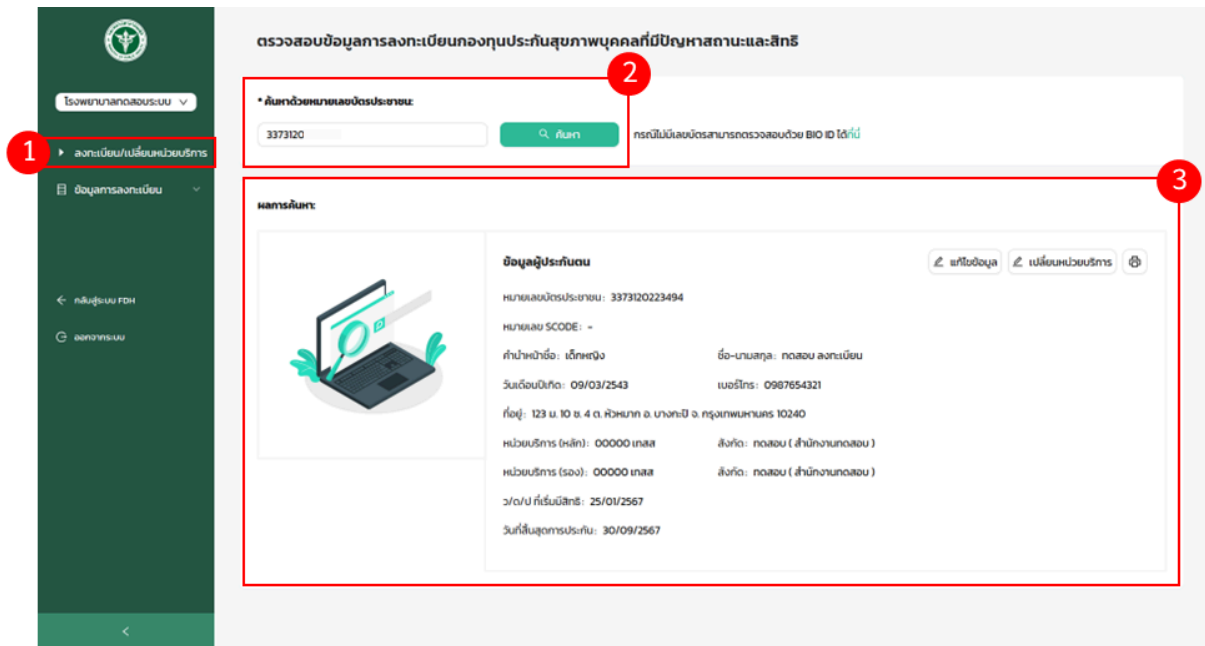 ตรวจสอบข้อมูลการลงทะเบียนกองทุนประกันสุขภาพบุคคลที่มีปัญหาสถานะและสิทธิ
2
โรงพยาบาลทดสอบระบบ
* ค้นหาด้วยหมายเลขบัตรประชาชน:
3373120
ค้นหา
กรณีไม่มีเลขบัตรสามารถตรวจสอบด้วย BIO ID ได้ที่นี่
1
ลงทะเบียน/เปลี่ยนหน่วยบริการ
3
ข้อมูลการลงทะเบียน
ผลการค้นหา:
ข้อมูลผู้ประกันตน
แก้ไขข้อมูล
เปลี่ยนหน่วยบริการ
หมายเลขบัตรประชาชน: 3373120223494
กลับสู่ระบบ FDH
หมายเลข SCODE: -
ออกจากระบบ
คำนำหน้าชื่อ: เด็กหญิง
ชื่อ-นามสกุล: ทดสอบ ลงทะเบียน
วันเดือนปีเกิด: 09/03/2543
เบอร์โทร: 0987654321
ที่อยู่: 123 ม. 10 ซ. 4 ต. หัวหมาก อ. บางกะปิ จ. กรุงเทพมหานคร 10240
หน่วยบริการ (หลัก): 00000 เทสส
สังกัด: ทดสอบ ( สำนักงานทดสอบ )
หน่วยบริการ (รอง): 00000 เทสส
สังกัด: ทดสอบ ( สำนักงานทดสอบ )
ว/ด/ป ที่เริ่มมีสิทธิ: 25/01/2567
วันที่สิ้นสุดการประกัน: 30/09/2567